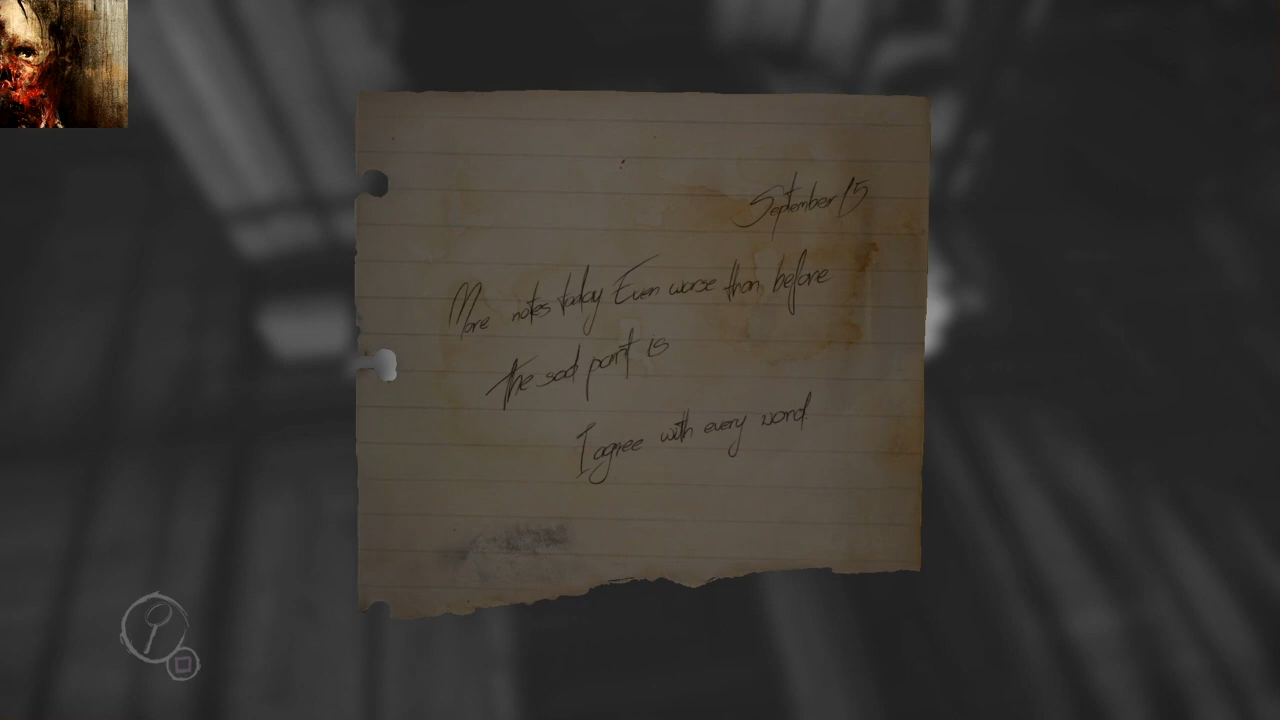 September 15
More notes today Even worse than before
the sad part is
I agree with every word.